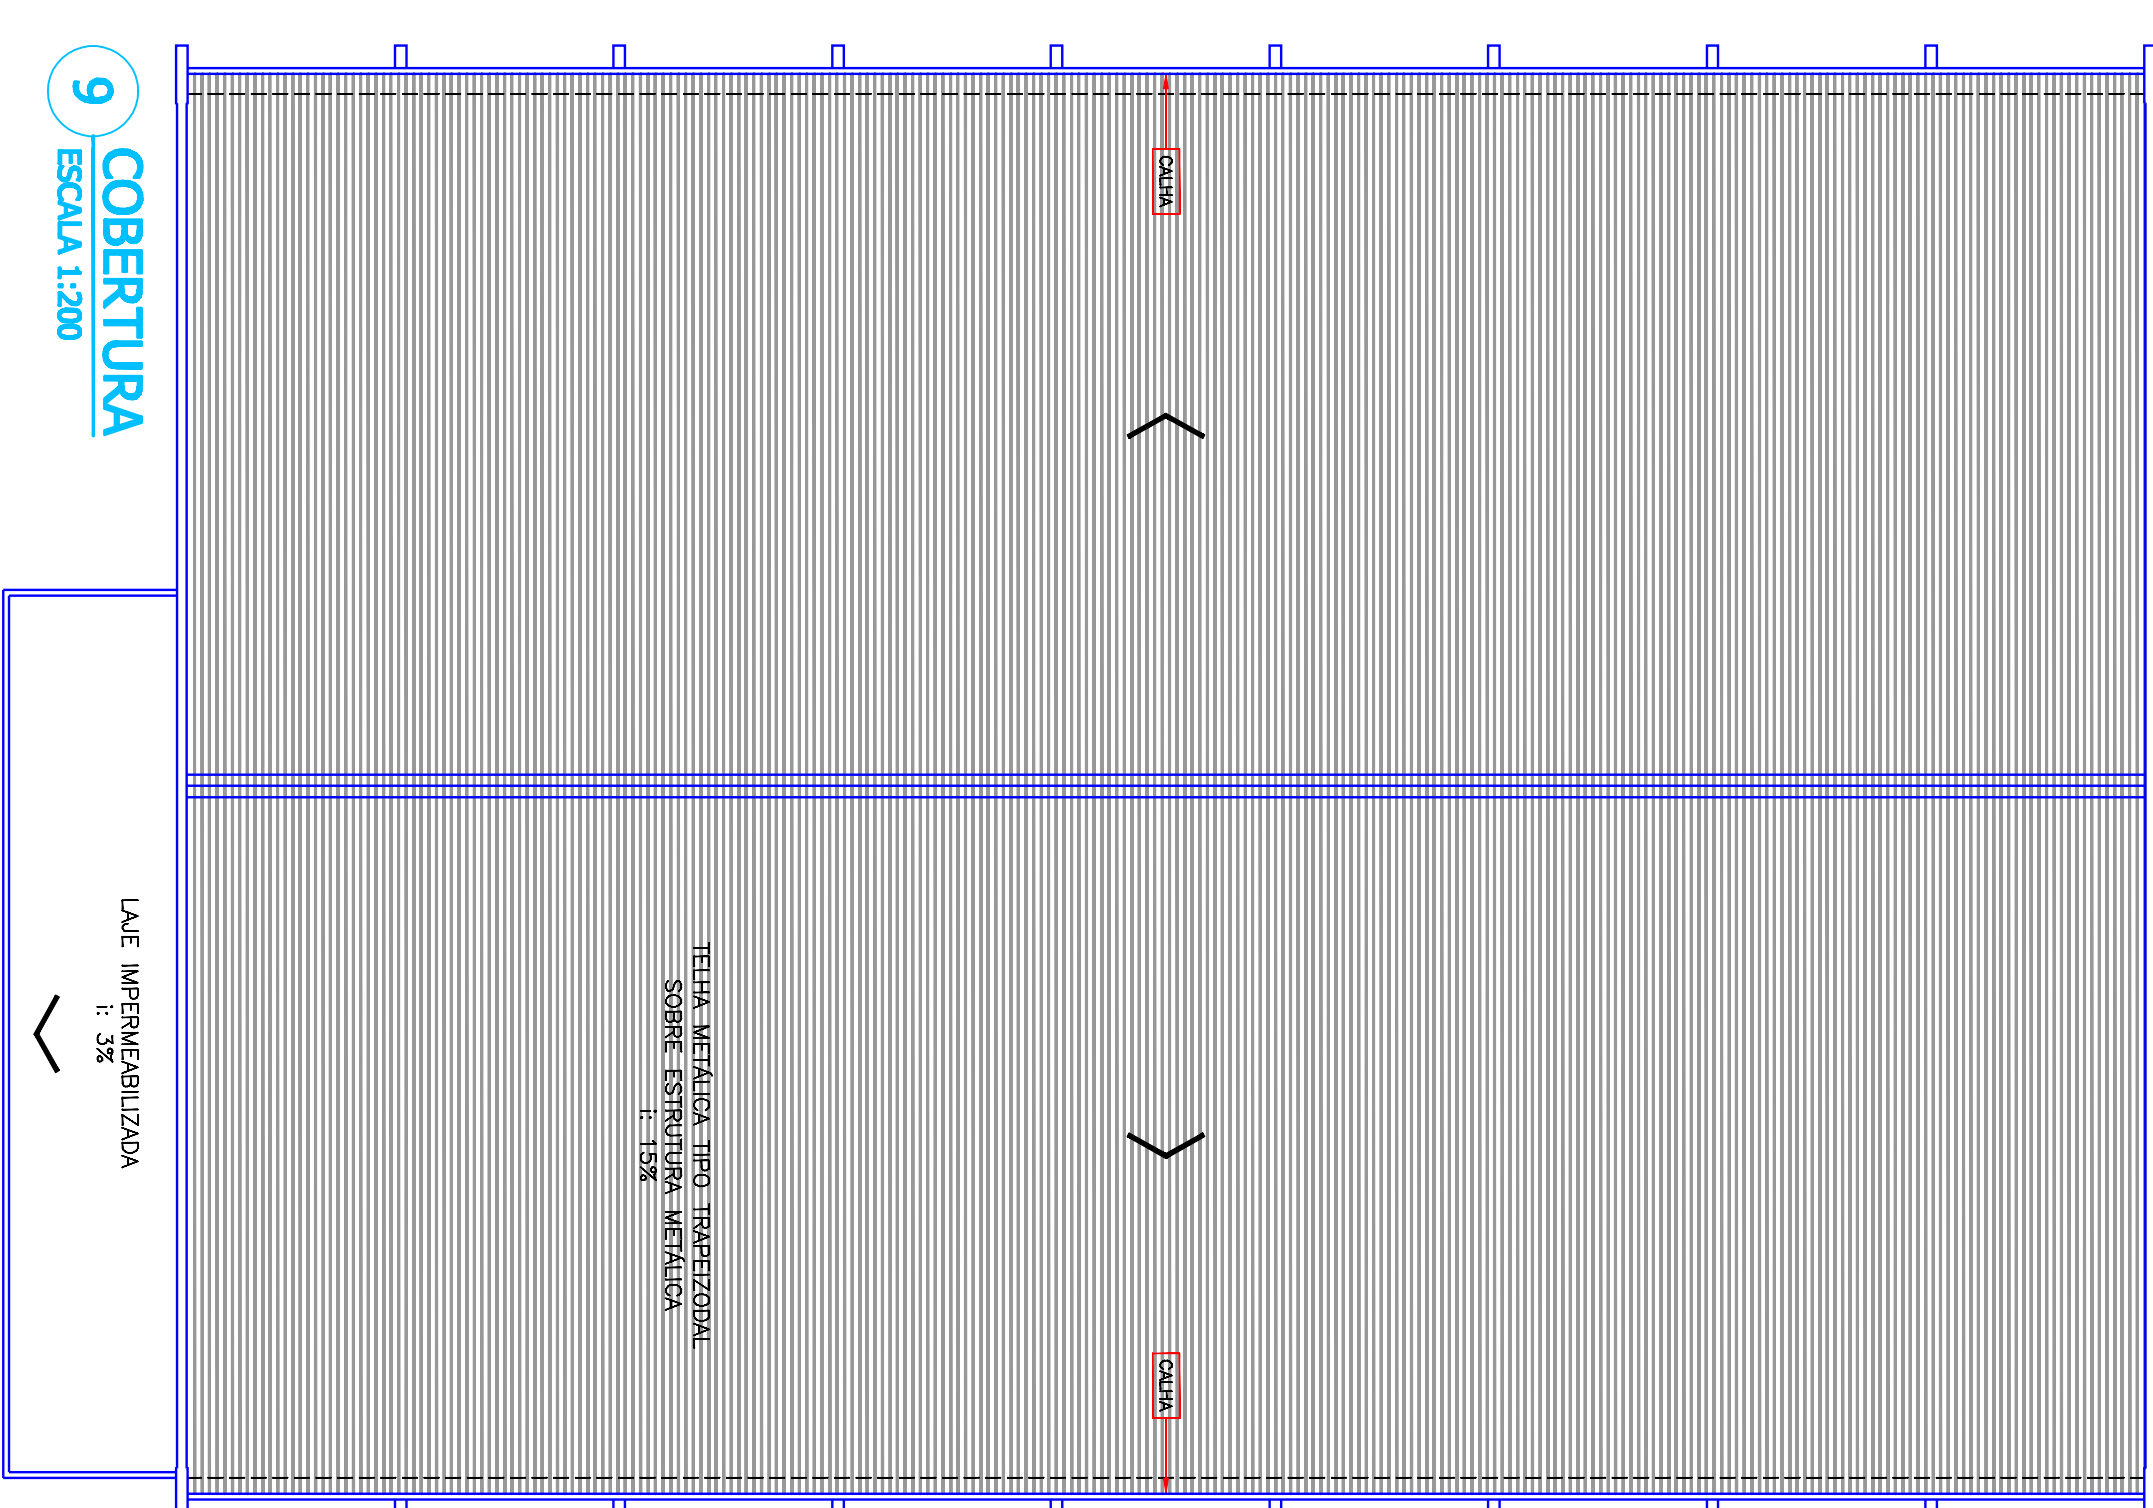 9
COBERTURA
ESCALA 1:200
CALHA
TELHA METÁLICA TIPO TRAPEIZODAL
SOBRE ESTRUTURA METÁLICA
i: 15%
CALHA
LAJE IMPERMEABILIZADA
i: 3%